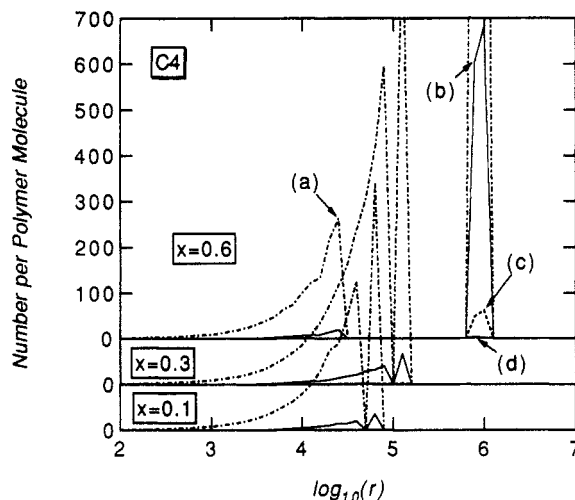 Number per Polymer Molecule
700
600
500
400
300
200
100
0
0
0
C4
(a)
(b)
(c)
(d)
x=0.6
x=0.3
x=0.1
2 3 4 5 6 7
log10(r)